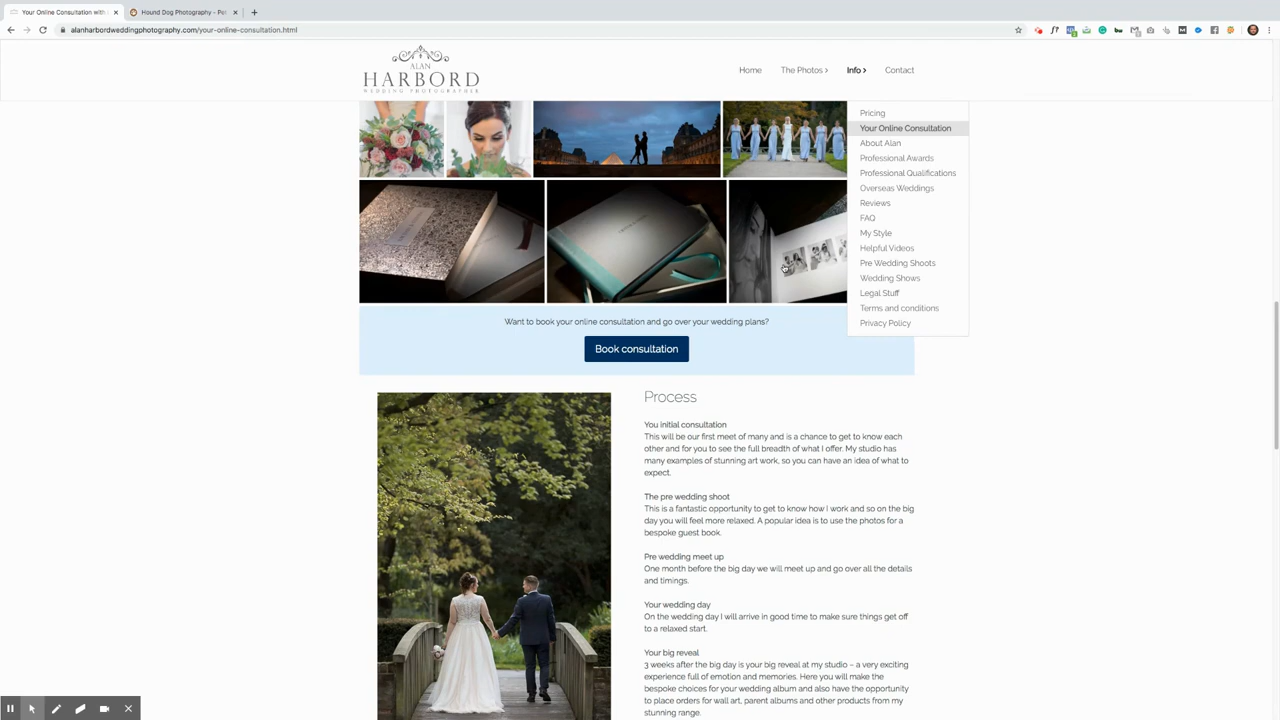 Your Online Consultation with
Hound Dog Photography - Po
alanharbordweddingphotography.com/your-online-consultation.html
ALAN
HARBORD
WEDDING PHOTOGRAPHER
Home
The Photos
Info
Contact
Pricing
Your Online Consultation
About Alan
Professional Awards
Professional Qualifications
Overseas Weddings
Reviews
FAQ
My Style
Helpful Videos
Pre Wedding Shoots
Wedding Shows
Legal Stuff
Terms and conditions
Privacy Policy
Want to book your online consultation and go over your wedding plans?
Book consultation
Process
You initial consultation
This will be our first meet of many and is a chance to get to know each
other and for you to see the full breadth of what I offer. My studio has
many examples of stunning art work, so you can have an idea of what to
expect.
The pre wedding shoot
This is a fantastic opportunity to get to know how I work and so on the big
day you will feel more relaxed. A popular idea is to use the photos for a
bespoke guest book.
Pre wedding meet up
One month before the big day we will meet up and go over all the details
and timings.
Your wedding day
On the wedding day I will arrive in good time to make sure things get off
to a relaxed start.
Your big reveal
3 weeks after the big day is your big reveal at my studio – a very exciting
experience full of emotion and memories. Here you will make the
bespoke choices for your wedding album and also have the opportunity
to place orders for wall art, parent albums and other products from my
stunning range.